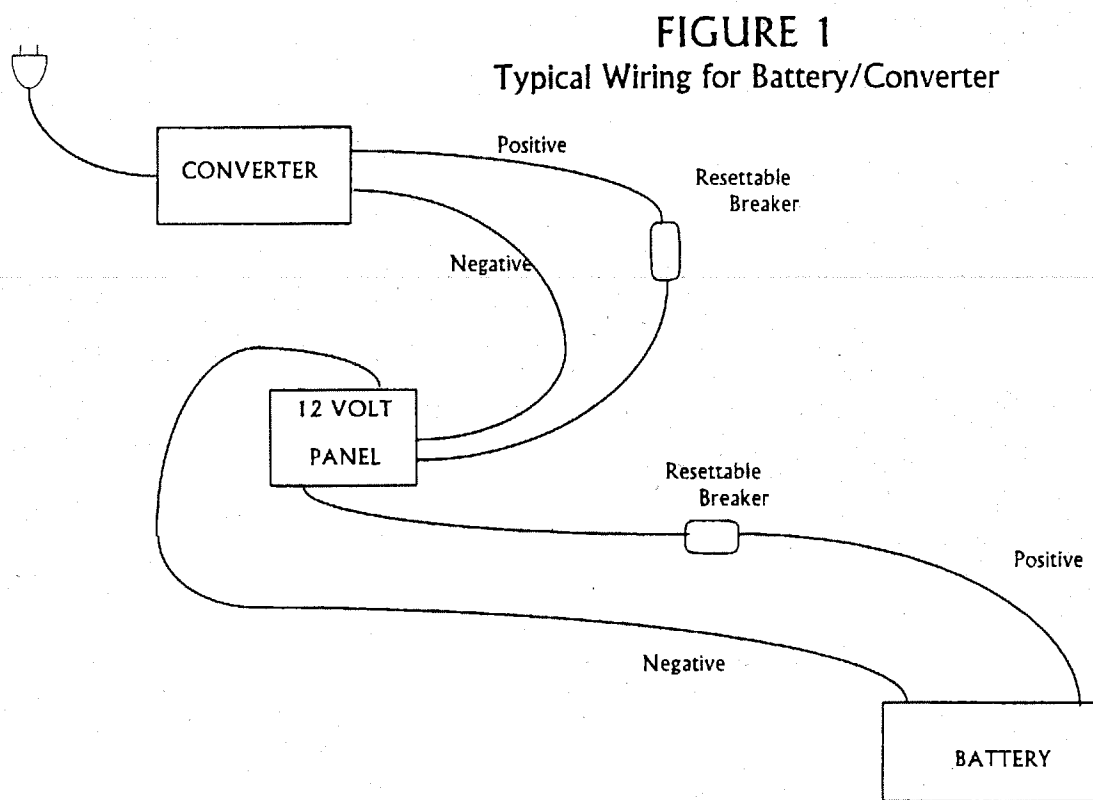 FIGURE 1
Typical Wiring for Battery/Converter
Positive
CONVERTER
Resettable
Breaker
Negative
12 VOLT
PANEL
Resettable
Breaker
Positive
Negative
BATTERY